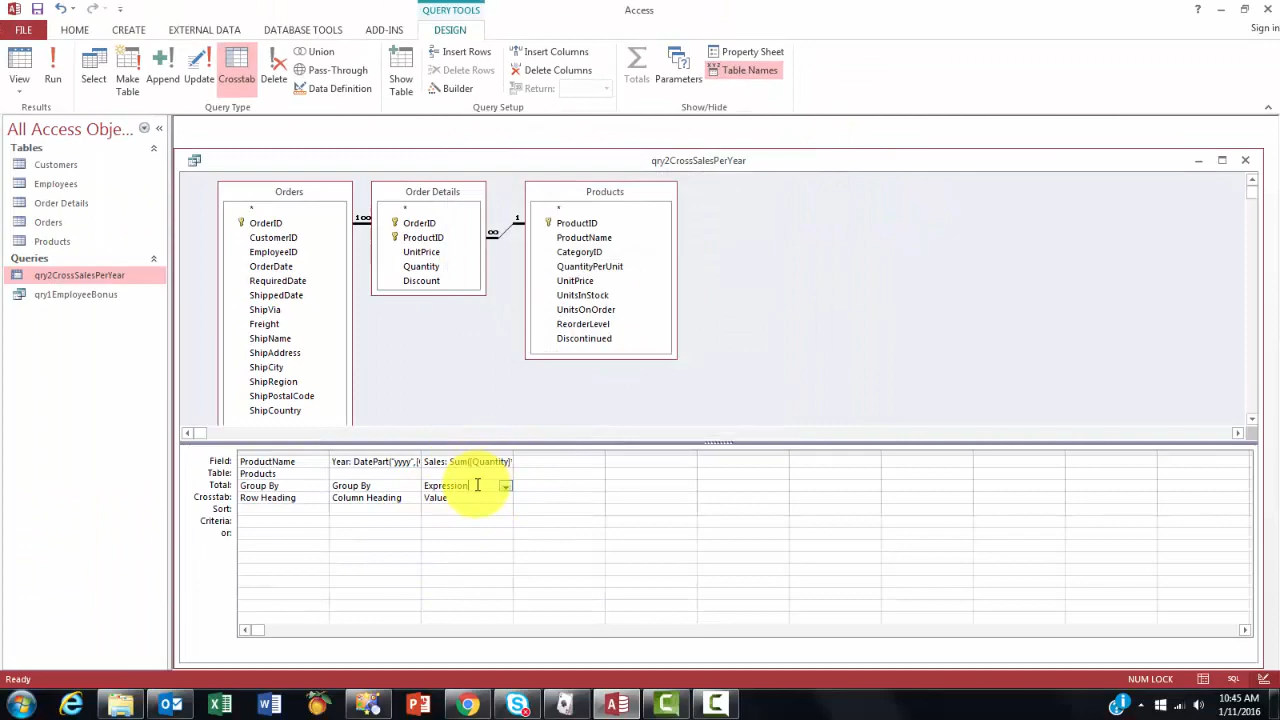 QUERY TOOLS
Access
?
Sign in
FILE
HOME
CREATE
EXTERNAL DATA
DATABASE TOOLS
ADD-INS
DESIGN
View
Run
Results
Select
Make Table
Append
Update
Crosstab
Delete
Union
Pass-Through
Data Definition
Query Type
Show Table
Insert Rows
Delete Rows
Builder
Insert Columns
Delete Columns
Return:
Query Setup
Totals
Parameters
Property Sheet
Table Names
Show/Hide
All Access Obje...
Tables
Customers
Employees
Order Details
Orders
Products
Queries
qry2CrossSalesPerYear
qry1EmployeeBonus
qry2CrossSalesPerYear
Orders
*
OrderID
CustomerID
EmployeeID
OrderDate
RequiredDate
ShippedDate
ShipVia
Freight
ShipName
ShipAddress
ShipCity
ShipRegion
ShipPostalCode
ShipCountry
1
∞
Order Details
*
OrderID
ProductID
UnitPrice
Quantity
Discount
∞
1
Products
*
ProductID
ProductName
CategoryID
QuantityPerUnit
UnitPrice
UnitsInStock
UnitsOnOrder
ReorderLevel
Discontinued
Field: ProductName Year: DatePart("yyyy",[ Sales: Sum([Quantity]*
Table: Products
Total: Group By Group By Expression
Crosstab: Row Heading Column Heading Value
Sort:
Criteria:
or:
Ready
NUM LOCK
SQL
10:45 AM
1/11/2016